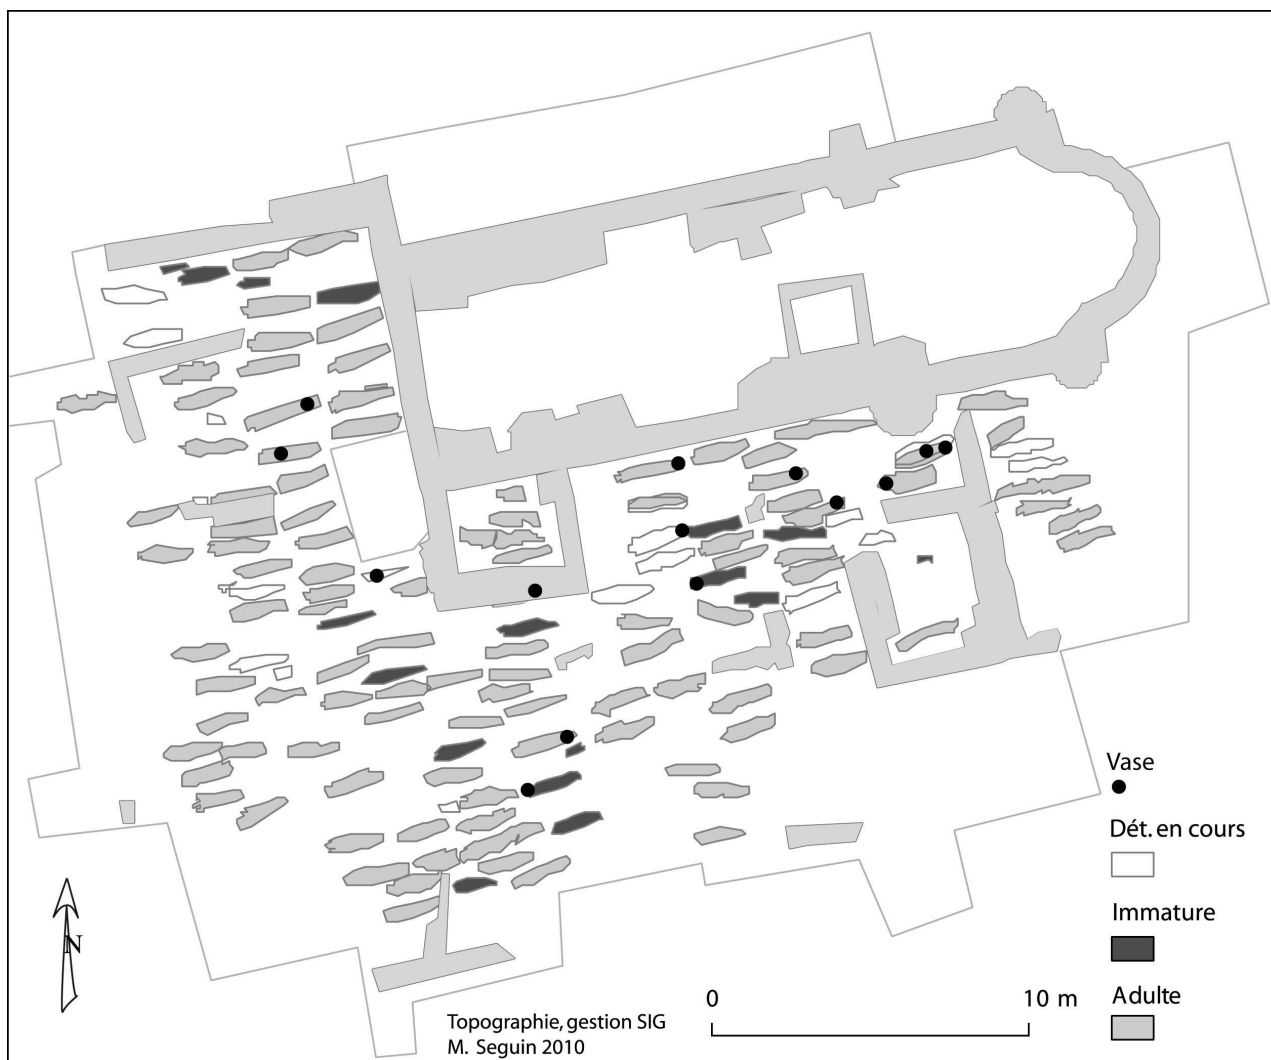 Vase
Dét. en cours
Immature
Adulte
N
0 10 m
Topographie, gestion SIG
M. Seguin 2010